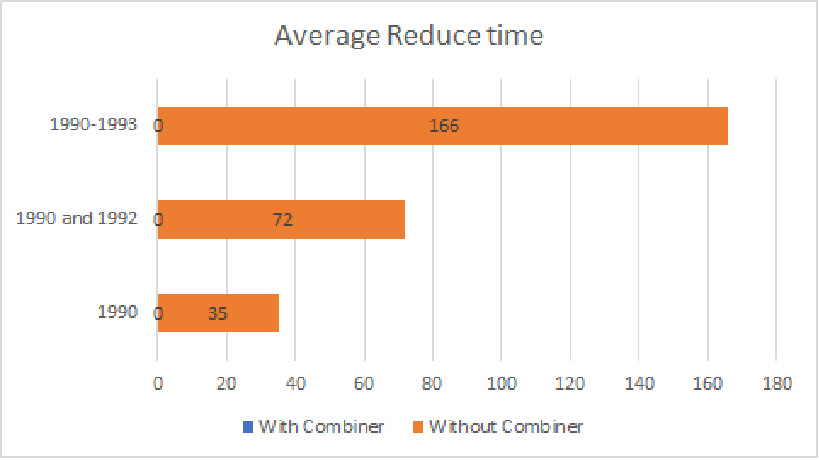 Average Reduce time
1990-1993
0 166
1990 and 1992
0 72
1990
0 35
0 20 40 60 80 100 120 140 160 180
With Combiner Without Combiner